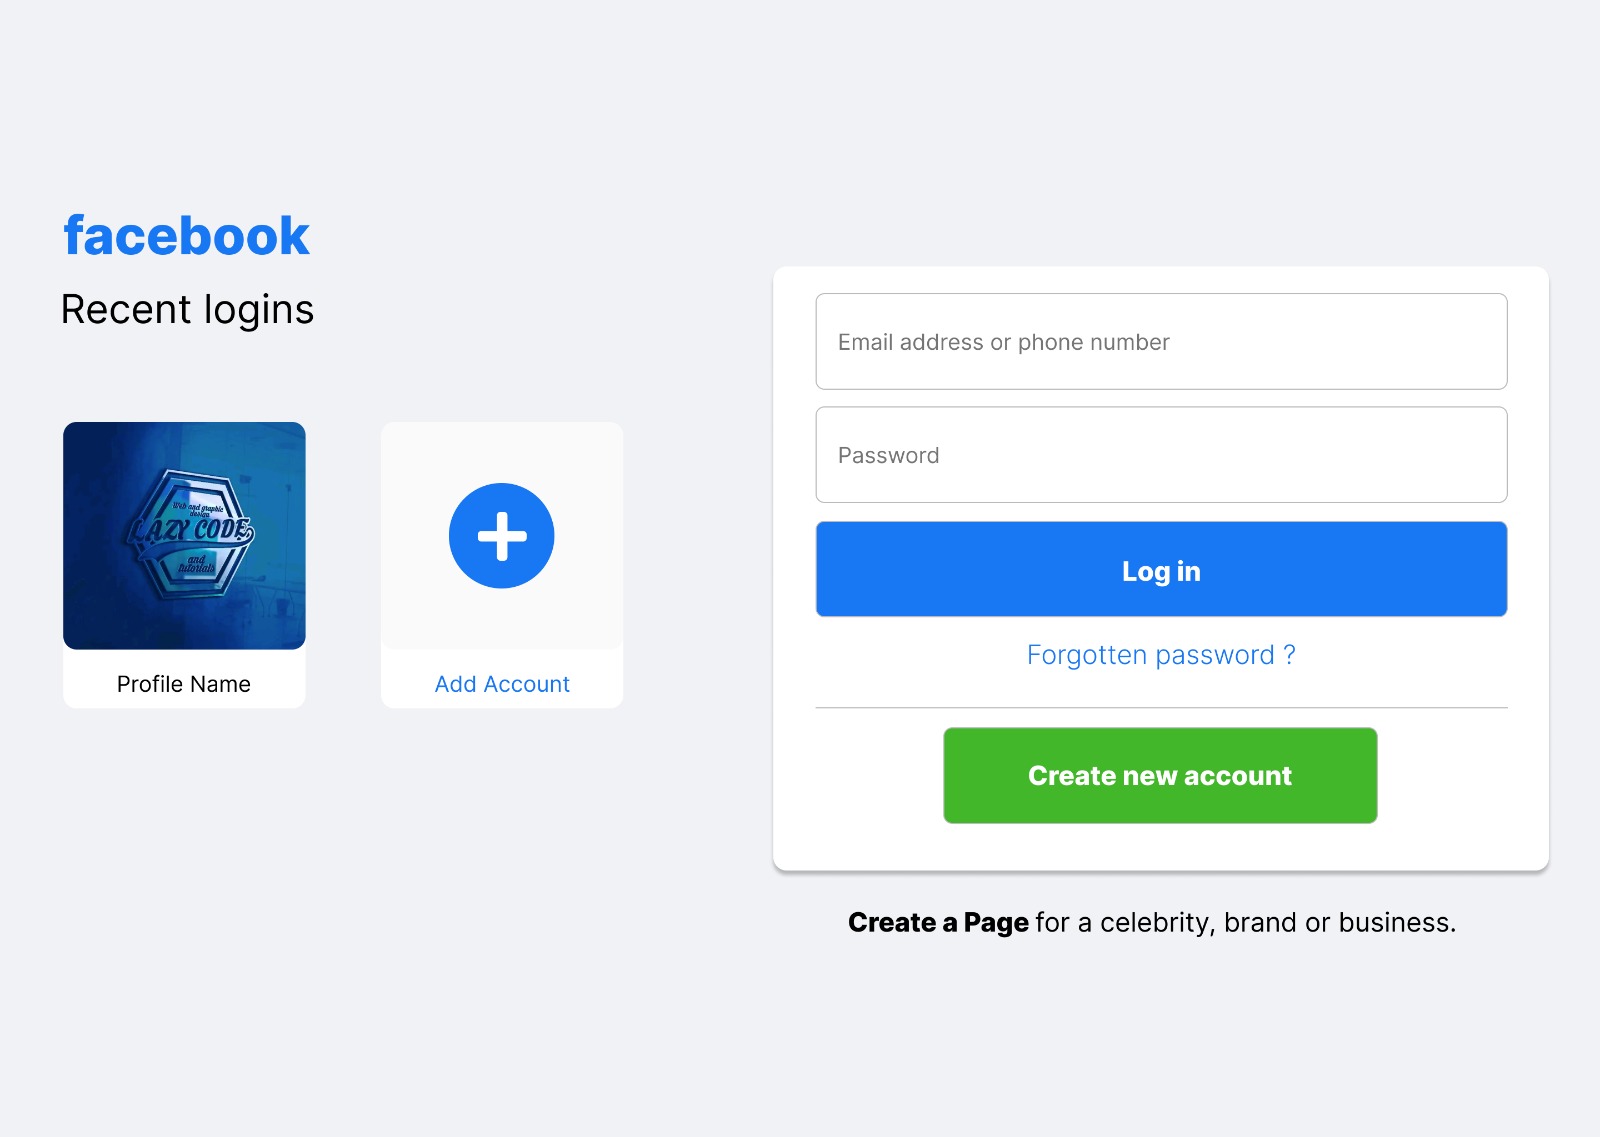 facebook
Recent logins
Web and graphic
design
LAZY CODE
and
tutorials
Profile Name
Add Account
Email address or phone number
Password
Log in
Forgotten password ?
Create new account
Create a Page for a celebrity, brand or business.